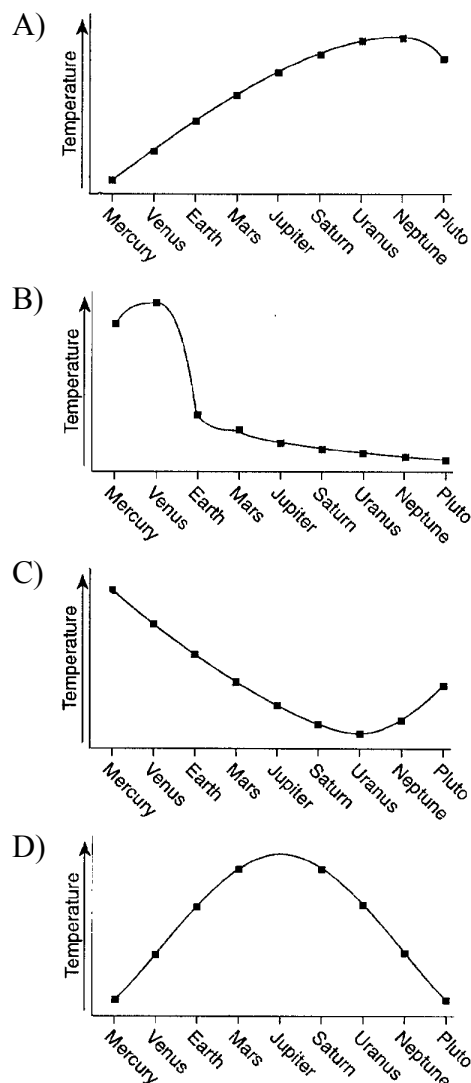 A)
Temperature
Mercury
Venus
Earth
Mars
Jupiter
Saturn
Uranus
Neptune
Pluto
B)
Temperature
Mercury
Venus
Earth
Mars
Jupiter
Saturn
Uranus
Neptune
Pluto
C)
Temperature
Mercury
Venus
Earth
Mars
Jupiter
Saturn
Uranus
Neptune
Pluto
D)
Temperature
Mercury
Venus
Earth
Mars
Jupiter
Saturn
Uranus
Neptune
Pluto